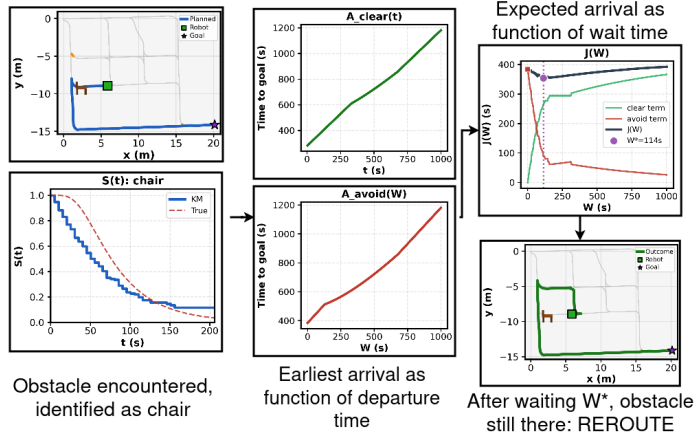 Planned
Robot
Goal
0
−5
−10
−15
0
5
10
15
20
x (m)
y (m)
S(t): chair
KM
True
1.0
0.8
0.6
0.4
0.2
0.0
0
50
100
150
200
S(t)
t (s)
Obstacle encountered,
identified as chair
A_clear(t)
1200
1000
800
600
400
0
250
500
750
1000
Time to goal (s)
t (s)
A_avoid(W)
1200
1000
800
600
400
0
250
500
750
1000
Time to goal (s)
W (s)
Earliest arrival as
function of departure
time
Expected arrival as
function of wait time
J(W)
400
300
200
100
0
0
250
500
750
1000
J(W) (s)
W (s)
clear term
avoid term
J(W)
W*=114s
Outcome
Robot
Goal
0
−5
−10
−15
0
5
10
15
20
y (m)
x (m)
After waiting W*, obstacle
still there: REROUTE